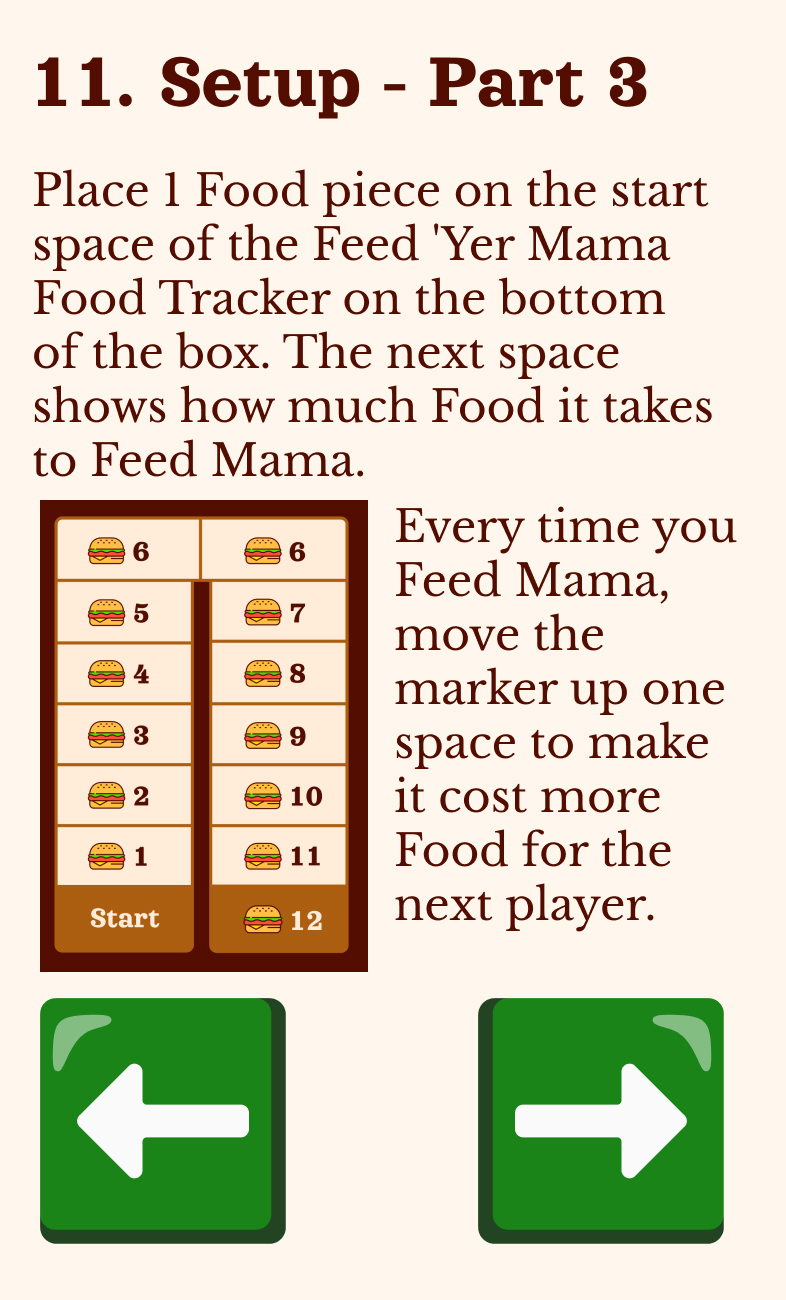 11. Setup - Part 3
Place 1 Food piece on the start
space of the Feed 'Yer Mama
Food Tracker on the bottom
of the box. The next space
shows how much Food it takes
to Feed Mama.
6 6
5 7
4 8
3 9
2 10
1 11
Start 12
Every time you
Feed Mama,
move the
marker up one
space to make
it cost more
Food for the
next player.